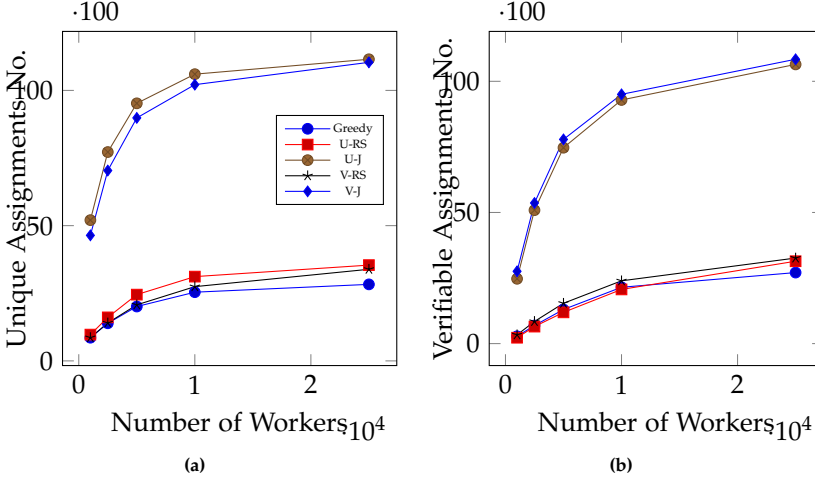 ·100
Unique Assignments No.
100
50
0
0
1
2
Number of Workers
·10⁴
Greedy
U-RS
U-J
V-RS
V-J
(a)
·100
Verifiable Assignments No.
100
50
0
0
1
2
Number of Workers
·10⁴
(b)